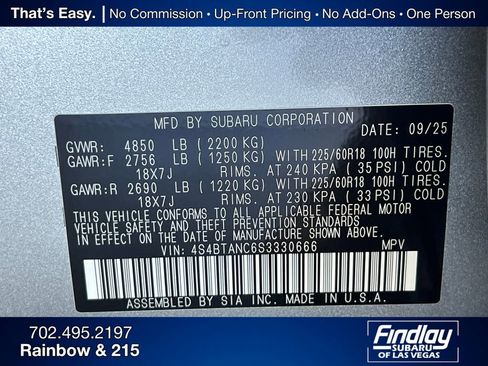 That's Easy. | No Commission • Up-Front Pricing • No Add-Ons • One Person
MFD BY SUBARU CORPORATION
DATE: 09/25
GVWR: 4850 LB (2200 KG)
GAWR:F 2756 LB (1250 KG) WITH 225/60R18 100H TIRES.
18X7J RIMS. AT 240 KPA (35 PSI) COLD
GAWR:R 2690 LB (1220 KG) WITH 225/60R18 100H TIRES.
18X7J RIMS. AT 230 KPA (33 PSI) COLD
THIS VEHICLE CONFORMS TO ALL APPLICABLE FEDERAL MOTOR
VEHICLE SAFETY, BUMPER, AND THEFT PREVENTION STANDARDS
IN EFFECT ON THE DATE OF MANUFACTURE SHOWN ABOVE.
VIN: 4S4BTANC6S3330666 MPV
ASSEMBLED BY SIA INC. MADE IN U.S.A.
702.495.2197
Rainbow & 215
Findlay
SUBARU
OF LAS VEGAS